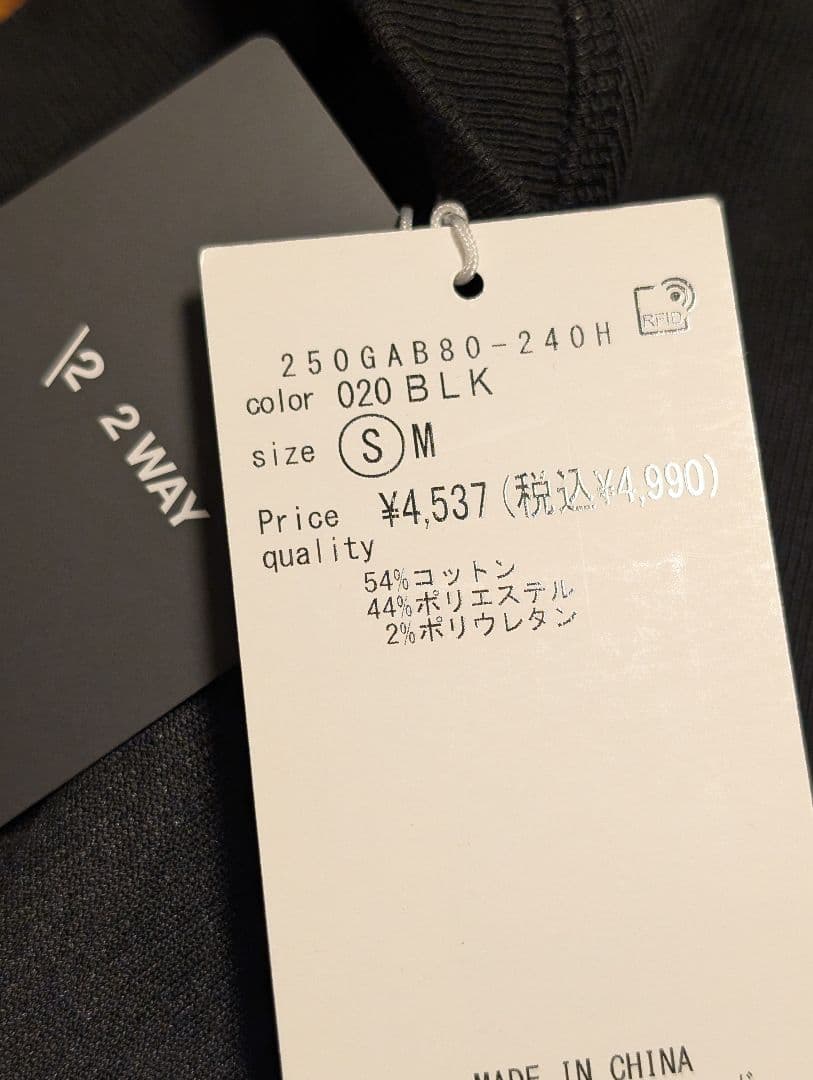 250GAB80-240H
RFID
color 020 BLK
size S M
Price ¥4,537 (税込¥4,990)
quality
54%コットン
44%ポリエステル
2%ポリウレタン
MADE IN CHINA
2 2WAY